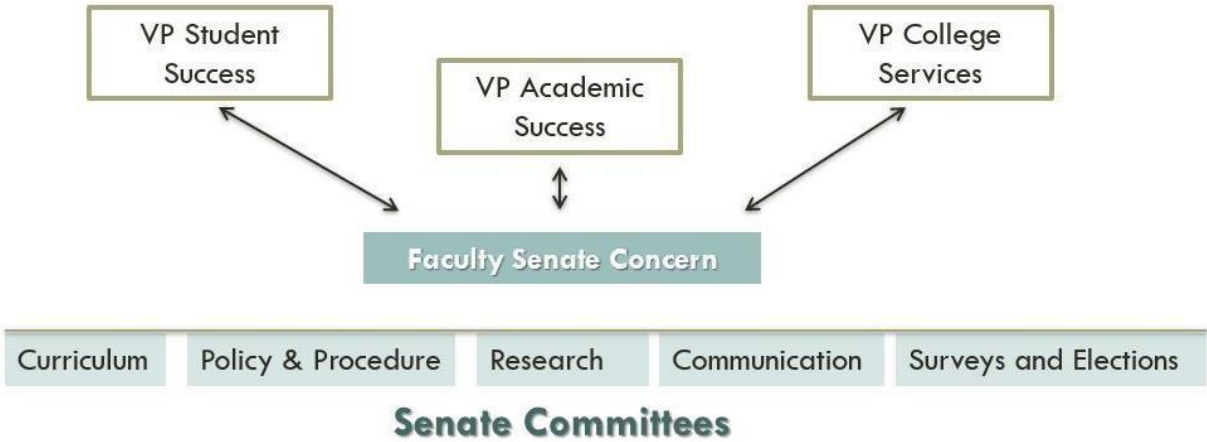 VP Student
Success
VP Academic
Success
VP College
Services
Faculty Senate Concern
Curriculum
Policy & Procedure
Research
Communication
Surveys and Elections
Senate Committees